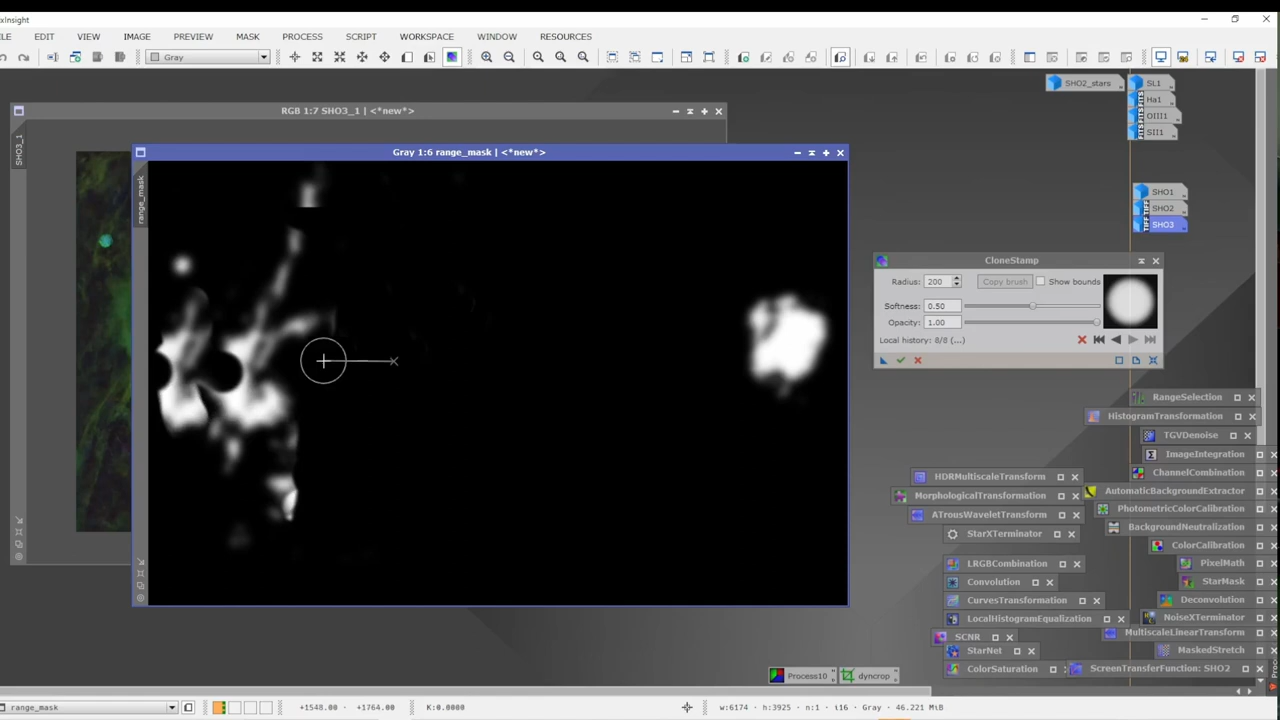 xInsight
FILE EDIT VIEW IMAGE PREVIEW MASK PROCESS SCRIPT WORKSPACE WINDOW RESOURCES
Gray
SHO2_stars
SL1
Ha1
OIII1
SII1
RGB 1:7 SHO3_1 | <*new*>
SHO3_1
Gray 1:6 range_mask | <*new*>
range_mask
SHO1
SHO2
SHO3
CloneStamp
Radius: 200 Copy brush Show bounds
Softness: 0.50
Opacity: 1.00
Local history: 8/8 (...)
RangeSelection
HistogramTransformation
TGVDenoise
ImageIntegration
HDRMultiscaleTransform ChannelCombination
MorphologicalTransformation AutomaticBackgroundExtractor
ATrousWaveletTransform PhotometricColorCalibration
StarXTerminator BackgroundNeutralization
ColorCalibration
LRGBCombination PixelMath
Convolution StarMask
CurvesTransformation Deconvolution
LocalHistogramEqualization NoiseXTerminator
SCNR MultiscaleLinearTransform
StarNet MaskedStretch
ColorSaturation ScreenTransferFunction: SHO2
Process10 dyncrop
range_mask +1548.00 +1764.00 K:0.0000 w:6174 · h:3925 · n:1 · i16 · Gray · 46.221 MiB